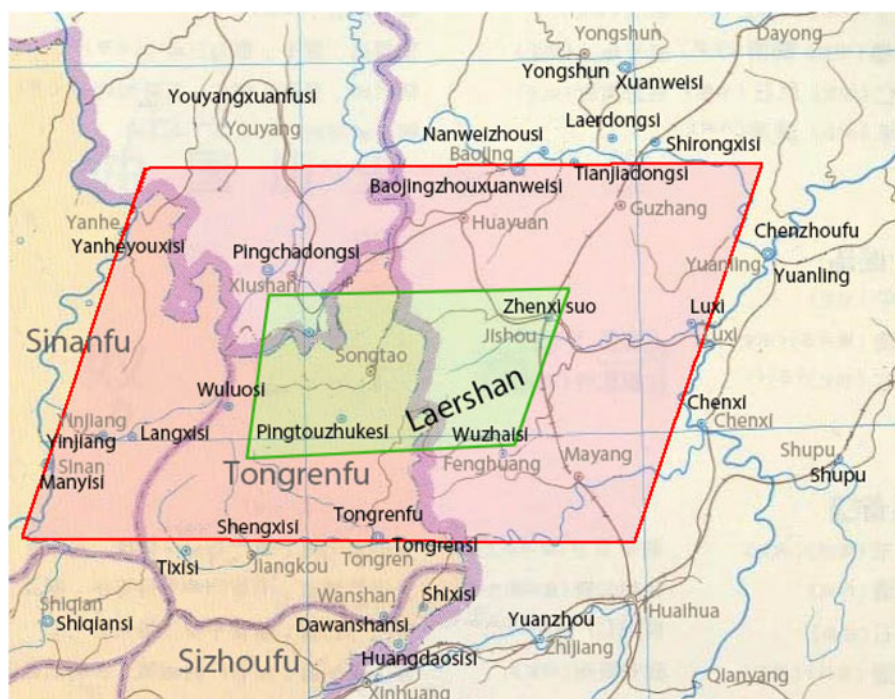 Yongshun
Dayong
Yongshun
Xuanweisi
Youyangxuanfusi
Youyang
Laerdongsi
Nanweizhousi
Shirongxisi
Baojing
Tianjiadongsi
Baojingzhouxuanweisi
Yanhe
Huayuan
Guzhang
Chenzhoufu
Yanheyouxisi
Pingchadongsi
Yuanling
Xiushan
Yuanling
Zhenxi suo
Luxi
Luxi
Sinanfu
Jishou
Songtao
Wuluosi
Laershan
Chenxi
Yinjiang
Pingtouzhukesi
Chenxi
Yinjiang
Langxisi
Wuzhaisi
Sinan
Tongrenfu
Fenghuang
Mayang
Shupu
Shupu
Manyisi
Shengxisi
Tongrenfu
Tongrensi
Tixisi
Jiangkou
Tongren
Wanshan
Shiqian
Shixisi
Huaihua
Shiqiansi
Dawanshansi
Yuanzhou
Zhijiang
Sizhoufu
Huangdaosisi
Qianyang
Xinhuang